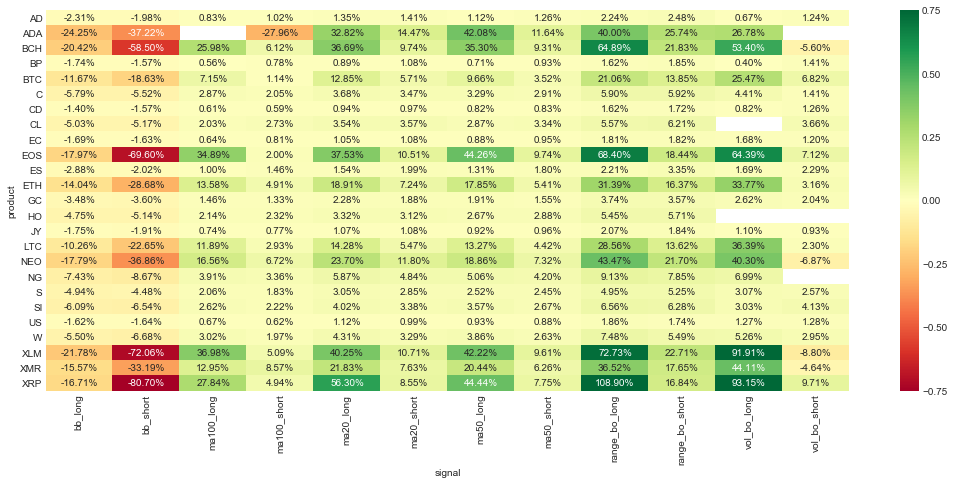 AD -2.31% -1.98% 0.83% 1.02% 1.35% 1.41% 1.12% 1.26% 2.24% 2.48% 0.67% 1.24%
ADA -24.25% -37.22% -27.96% 32.82% 14.47% 42.08% 11.64% 40.00% 25.74% 26.78%
BCH -20.42% -58.50% 25.98% 6.12% 36.69% 9.74% 35.30% 9.31% 64.89% 21.83% 53.40% -5.60%
BP -1.74% -1.57% 0.56% 0.78% 0.89% 1.08% 0.71% 0.93% 1.62% 1.85% 0.40% 1.41%
BTC -11.67% -18.63% 7.15% 1.14% 12.85% 5.71% 9.66% 3.52% 21.06% 13.85% 25.47% 6.82%
C -5.79% -5.52% 2.87% 2.05% 3.68% 3.47% 3.29% 2.91% 5.90% 5.92% 4.41% 1.41%
CD -1.40% -1.57% 0.61% 0.59% 0.94% 0.97% 0.82% 0.83% 1.62% 1.72% 0.82% 1.26%
CL -5.03% -5.17% 2.03% 2.73% 3.54% 3.57% 2.87% 3.34% 5.57% 6.21% 3.66%
EC -1.69% -1.63% 0.64% 0.81% 1.05% 1.08% 0.88% 0.95% 1.81% 1.82% 1.68% 1.20%
EOS -17.97% -69.60% 34.89% 2.00% 37.53% 10.51% 44.26% 9.74% 68.40% 18.44% 64.39% 7.12%
ES -2.88% -2.02% 1.00% 1.46% 1.54% 1.99% 1.31% 1.80% 2.21% 3.35% 1.69% 2.29%
ETH -14.04% -28.68% 13.58% 4.91% 18.91% 7.24% 17.85% 5.41% 31.39% 16.37% 33.77% 3.16%
GC -3.48% -3.60% 1.46% 1.33% 2.28% 1.88% 1.91% 1.55% 3.74% 3.57% 2.62% 2.04%
HO -4.75% -5.14% 2.14% 2.32% 3.32% 3.12% 2.67% 2.88% 5.45% 5.71%
JY -1.75% -1.91% 0.74% 0.77% 1.07% 1.08% 0.92% 0.96% 2.07% 1.84% 1.10% 0.93%
LTC -10.26% -22.65% 11.89% 2.93% 14.28% 5.47% 13.27% 4.42% 28.56% 13.62% 36.39% 2.30%
NEO -17.79% -36.86% 16.56% 6.72% 23.70% 11.80% 18.86% 7.32% 43.47% 21.70% 40.30% -6.87%
NG -7.43% -8.67% 3.91% 3.36% 5.87% 4.84% 5.06% 4.20% 9.13% 7.85% 6.99%
S -4.94% -4.48% 2.06% 1.83% 3.05% 2.85% 2.52% 2.45% 4.95% 5.25% 3.07% 2.57%
SI -6.09% -6.54% 2.62% 2.22% 4.02% 3.38% 3.57% 2.67% 6.56% 6.28% 3.03% 4.13%
US -1.62% -1.64% 0.67% 0.62% 1.12% 0.99% 0.93% 0.88% 1.86% 1.74% 1.27% 1.28%
W -5.50% -6.68% 3.02% 1.97% 4.31% 3.29% 3.86% 2.63% 7.48% 5.49% 5.26% 2.95%
XLM -21.78% -72.06% 36.98% 5.09% 40.25% 10.71% 42.22% 9.61% 72.73% 22.71% 91.91% -8.80%
XMR -15.57% -33.19% 12.95% 8.57% 21.83% 7.63% 20.44% 6.26% 36.52% 17.65% 44.11% -4.64%
XRP -16.71% -80.70% 27.84% 4.94% 56.30% 8.55% 44.44% 7.75% 108.90% 16.84% 93.15% 9.71%
product
bb_long bb_short ma100_long ma100_short ma20_long ma20_short ma50_long ma50_short range_bo_long range_bo_short vol_bo_long vol_bo_short
signal
0.75
0.50
0.25
0.00
-0.25
-0.50
-0.75